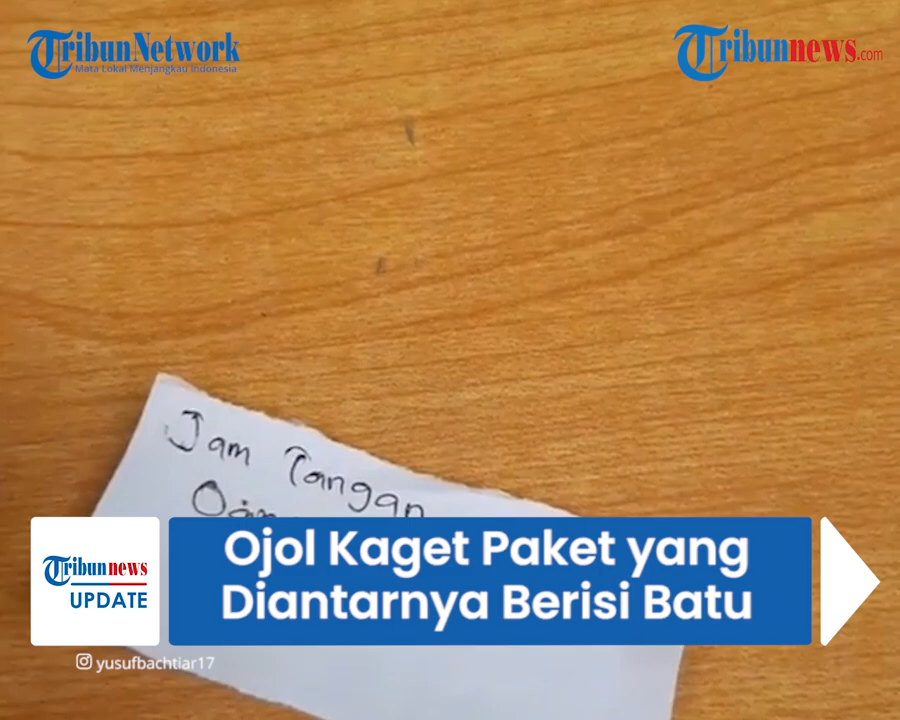 TribunNetwork
Mata Lokal Menjangkau Indonesia
Tribunnews.com
Jam Tangan
Tribunnews
UPDATE
Ojol Kaget Paket yang
Diantarnya Berisi Batu
yusufbachtiar17